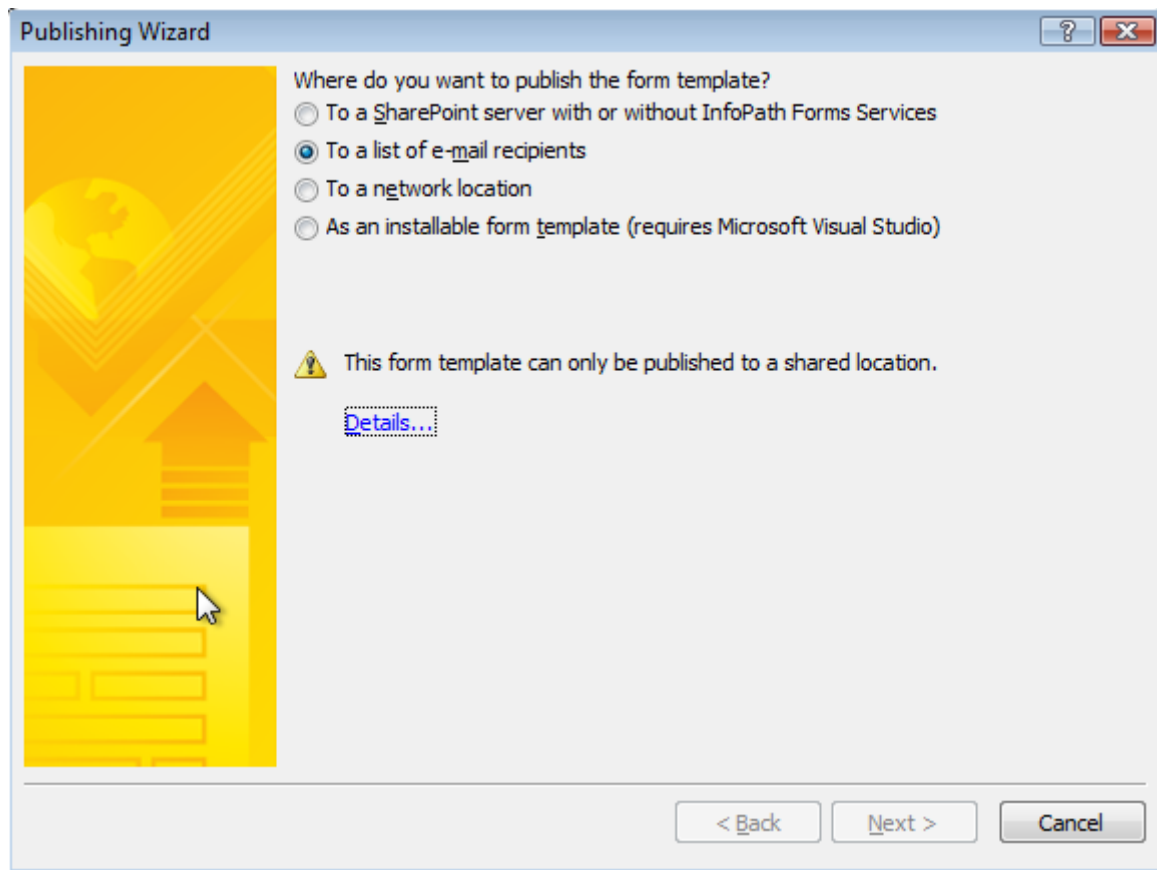 Publishing Wizard
?
Where do you want to publish the form template?
To a SharePoint server with or without InfoPath Forms Services
To a list of e-mail recipients
To a network location
As an installable form template (requires Microsoft Visual Studio)
This form template can only be published to a shared location.
Details...
< Back Next > Cancel